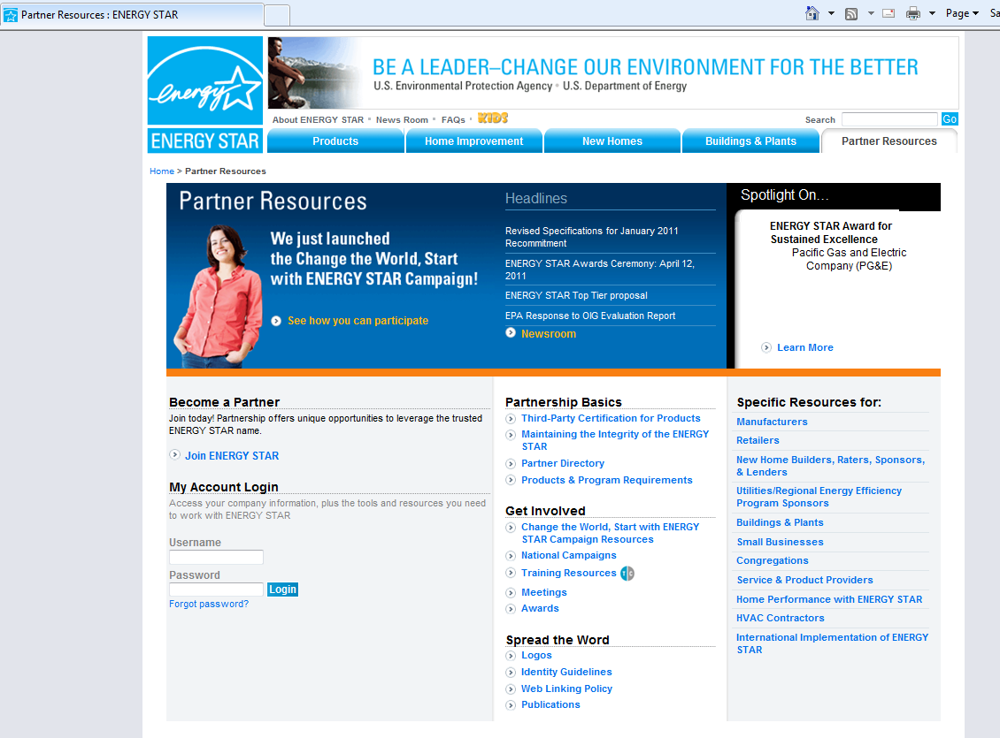 Partner Resources : ENERGY STAR
Page
Sa
energy
ENERGY STAR
BE A LEADER–CHANGE OUR ENVIRONMENT FOR THE BETTER
U.S. Environmental Protection Agency • U.S. Department of Energy
About ENERGY STAR • News Room • FAQs • KIDS
Search
Go
Products
Home Improvement
New Homes
Buildings & Plants
Partner Resources
Home > Partner Resources
Partner Resources
We just launched
the Change the World, Start
with ENERGY STAR Campaign!
See how you can participate
Headlines
Revised Specifications for January 2011
Recommitment
ENERGY STAR Awards Ceremony: April 12,
2011
ENERGY STAR Top Tier proposal
EPA Response to OIG Evaluation Report
Newsroom
Spotlight On...
ENERGY STAR Award for
Sustained Excellence
Pacific Gas and Electric
Company (PG&E)
Learn More
Become a Partner
Join today! Partnership offers unique opportunities to leverage the trusted
ENERGY STAR name.
Join ENERGY STAR
My Account Login
Access your company information, plus the tools and resources you need
to work with ENERGY STAR
Username
Password
Login
Forgot password?
Partnership Basics
Third-Party Certification for Products
Maintaining the Integrity of the ENERGY
STAR
Partner Directory
Products & Program Requirements
Get Involved
Change the World, Start with ENERGY
STAR Campaign Resources
National Campaigns
Training Resources
Meetings
Awards
Spread the Word
Logos
Identity Guidelines
Web Linking Policy
Publications
Specific Resources for:
Manufacturers
Retailers
New Home Builders, Raters, Sponsors,
& Lenders
Utilities/Regional Energy Efficiency
Program Sponsors
Buildings & Plants
Small Businesses
Congregations
Service & Product Providers
Home Performance with ENERGY STAR
HVAC Contractors
International Implementation of ENERGY
STAR